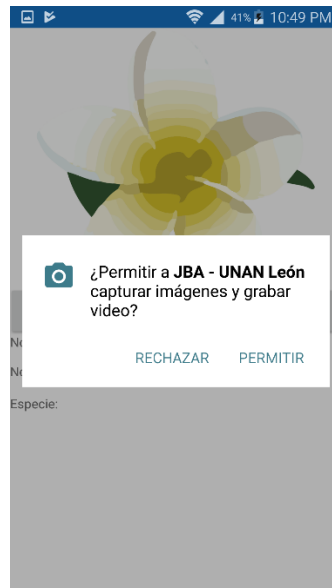 41% 10:49 PM
¿Permitir a JBA - UNAN León
capturar imágenes y grabar
video?
RECHAZAR PERMITIR
Especie: